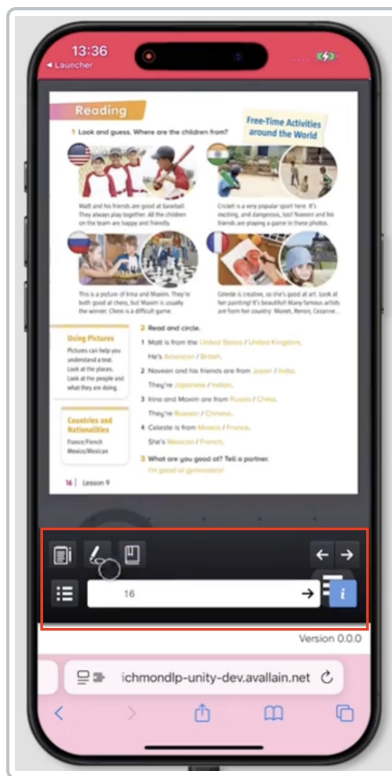 13:36
◀ Launcher
Reading
Free-Time Activities
around the World
1 Look and guess. Where are the children from?
Matt and his friends are good at baseball.
They always play together. All the children
on the team are happy and friendly.
Cricket is a very popular sport here. It's
exciting, and dangerous, too! Naveen and his
friends are playing a game in these photos.
This is a picture of Irina and Maxim. They're
both good at chess, but Maxim is usually
the winner. Chess is a difficult game.
Celeste is creative, so she's good at art. Look at
her painting! It's beautiful! Many famous artists
are from her country: Monet, Renoir, Cezanne...
Using Pictures
Pictures can help you
understand a text.
Look at the places.
Look at the people and
what they are doing.
2 Read and circle.
1 Matt is from the United States / United Kingdom.
He's American / British.
2 Naveen and his friends are from Japan / India.
They're Japanese / Indian.
3 Irina and Maxim are from Russia / China.
They're Russian / Chinese.
4 Celeste is from Mexico / France.
She's Mexican / French.
Countries and
Nationalities
France/French
Mexico/Mexican
3 What are you good at? Tell a partner.
I'm good at gymnastics!
16 | Lesson 9
16
i
Version 0.0.0
ichmondlp-unity-dev.avallain.net